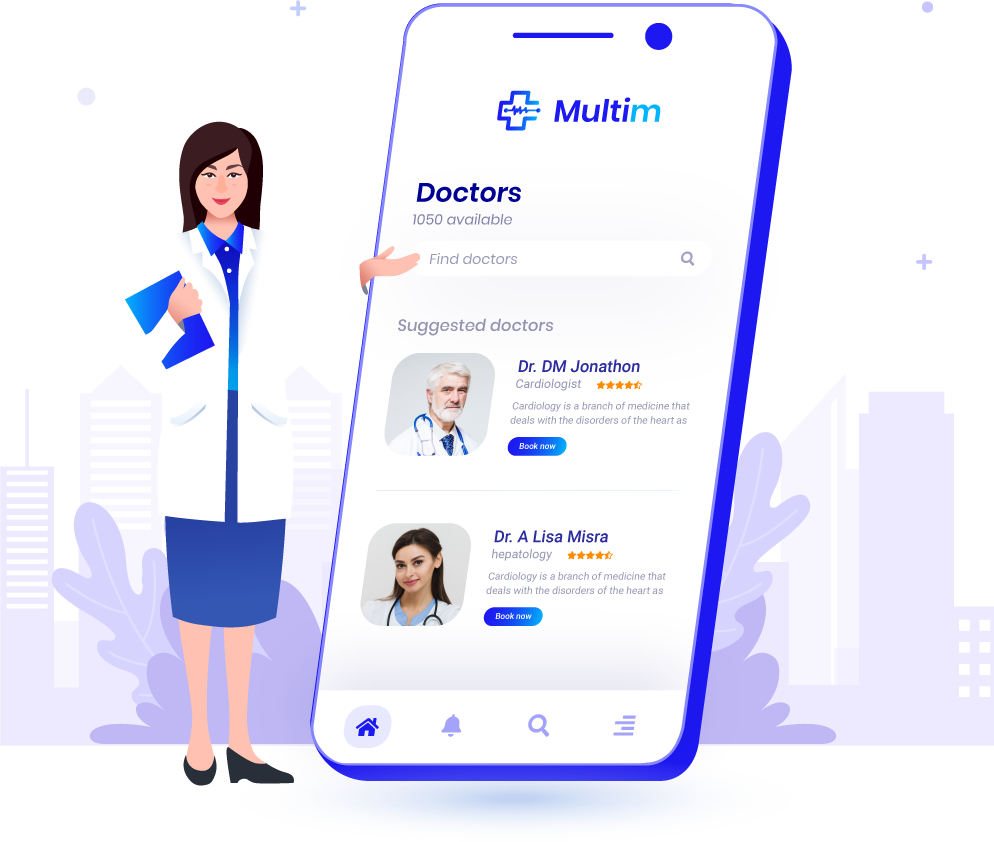 Multim
Doctors
1050 available
Find doctors
Suggested doctors
Dr. DM Jonathon
Cardiologist
Cardiology is a branch of medicine that
deals with the disorders of the heart as
Book now
Dr. A Lisa Misra
hepatology
Cardiology is a branch of medicine that
deals with the disorders of the heart as
Book now